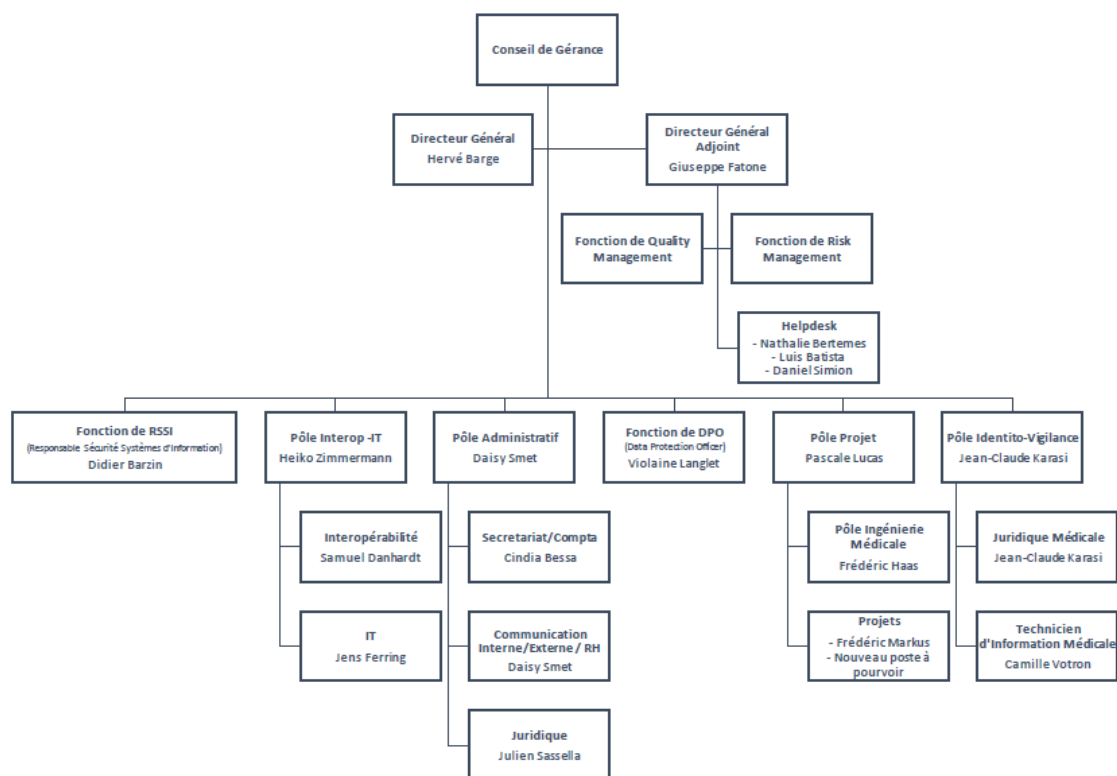 Conseil de Gérance
Directeur Général
Hervé Barge
Directeur Général
Adjoint
Giuseppe Fatone
Fonction de Quality
Management
Fonction de Risk
Management
Helpdesk
- Nathalie Bertemes
- Luis Batista
- Daniel Simion
Fonction de RSSI
(Responsable Sécurité Systèmes d'Information)
Didier Barzin
Pôle Interop -IT
Heiko Zimmermann
Pôle Administratif
Daisy Smet
Fonction de DPO
(Data Protection Officer)
Violaine Langlet
Pôle Projet
Pascale Lucas
Pôle Identito-Vigilance
Jean-Claude Karasi
Interopérabilité
Samuel Danhardt
Secretariat/Compta
Cindia Bessa
Pôle Ingénierie
Médicale
Frédéric Haas
Juridique Médicale
Jean-Claude Karasi
IT
Jens Ferring
Communication
Interne/Externe / RH
Daisy Smet
Projets
- Frédéric Markus
- Nouveau poste à
pourvoir
Technicien
d'Information Médicale
Camille Votron
Juridique
Julien Sassella